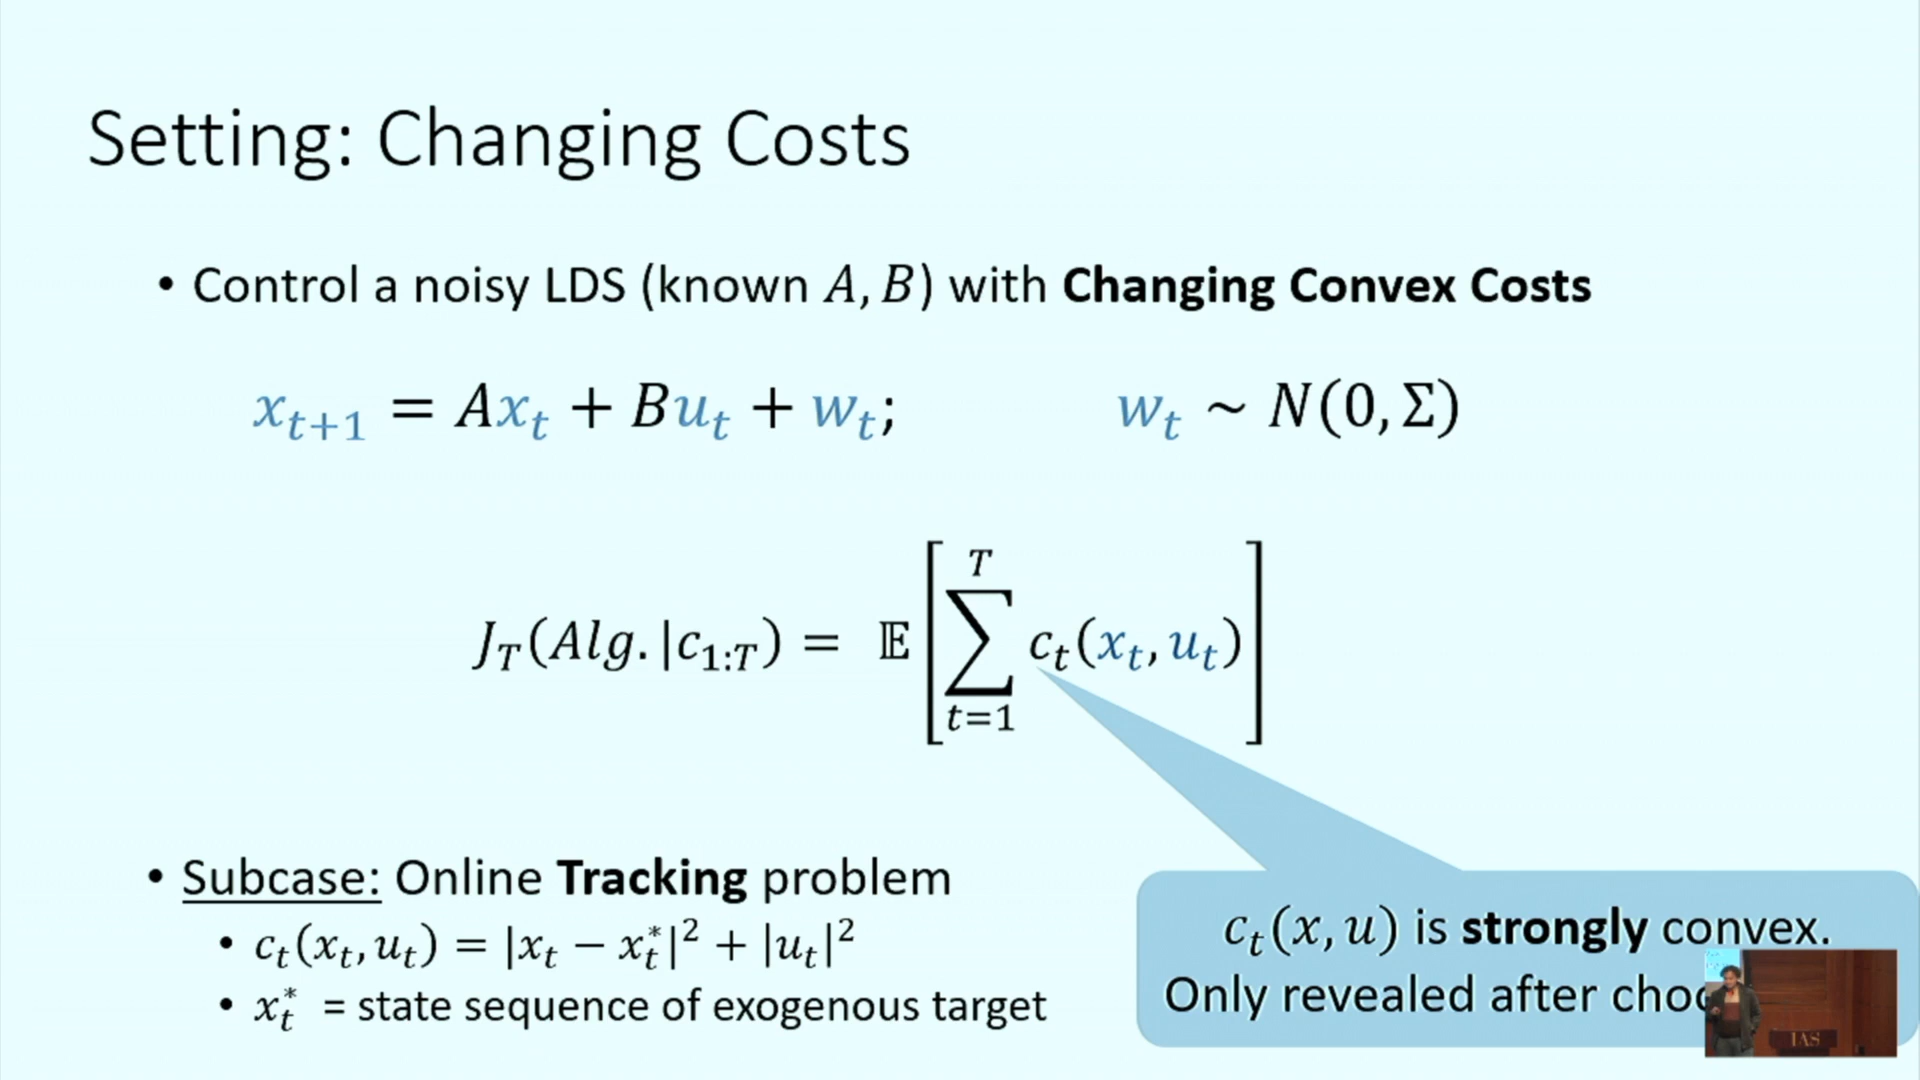 Setting: Changing Costs
• Control a noisy LDS (known A, B) with Changing Convex Costs
x_{t+1} = Ax_t + Bu_t + w_t; w_t ~ N(0, Σ)
J_T(Alg. |c_{1:T}) = 𝔼[∑_{t=1}^{T} c_t(x_t, u_t)]
• Subcase: Online Tracking problem
• c_t(x_t, u_t) = |x_t − x_t^*|^2 + |u_t|^2
• x_t^* = state sequence of exogenous target
c_t(x, u) is strongly convex.
Only revealed after
IAS